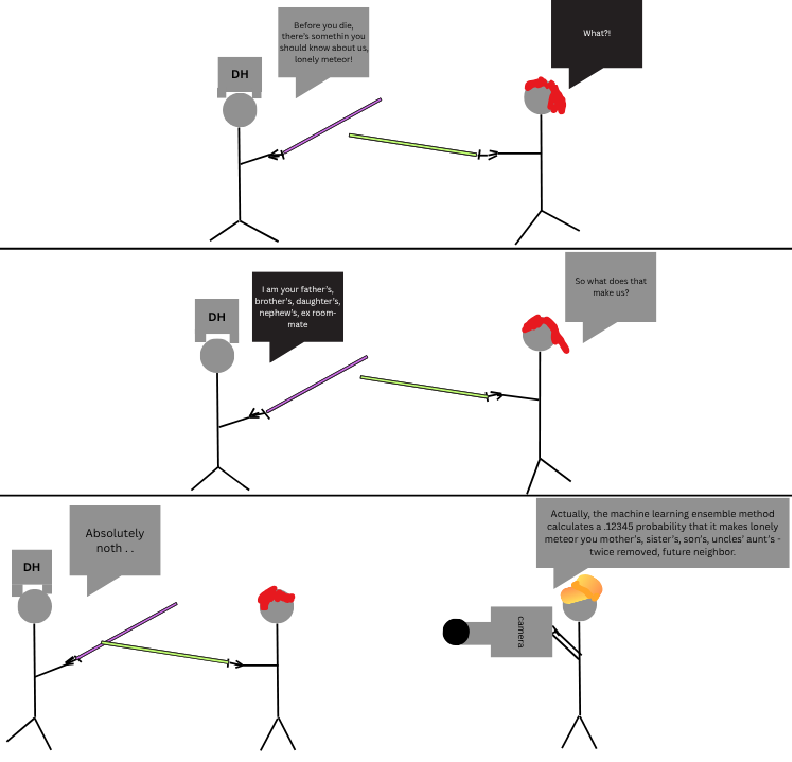 Before you die,
there's somethin you
should know about us,
lonely meteor!
What?!
DH
I am your father's,
brother's, daughter's,
nephew's, ex room-
mate
So what does that
make us?
DH
Absolutely
noth . ..
Actually, the machine learning ensemble method
calculates a .12345 probability that it makes lonely
meteor you mother's, sister's, son's, uncles' aunt's -
twice removed, future neighbor.
DH
camera